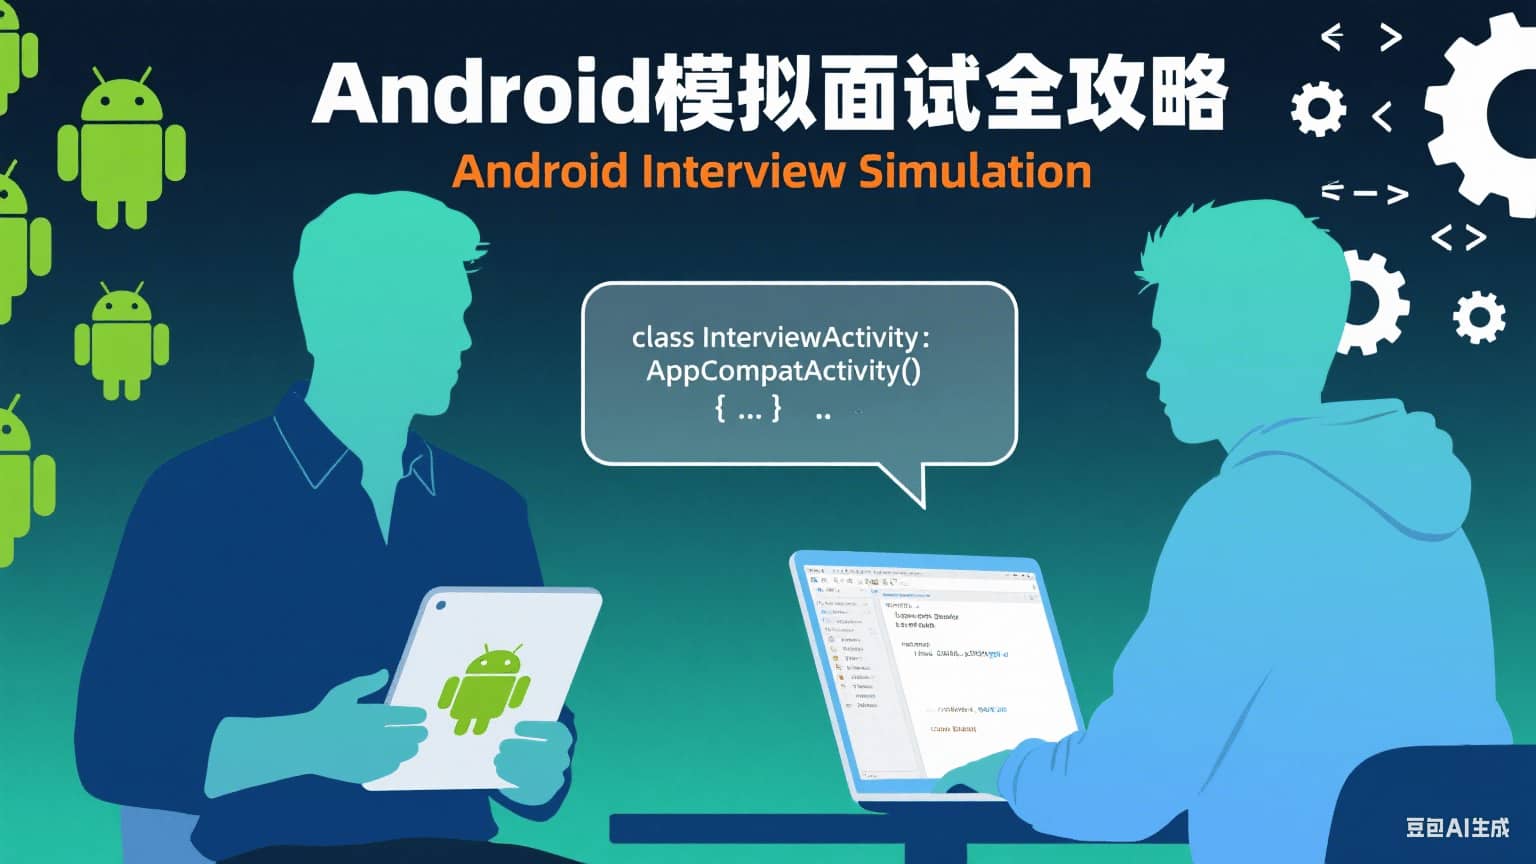 Android模拟面试全攻略
Android Interview Simulation
< >
<
< - >
< >
class InterviewActivity:
AppCompatActivity()
{ ... } ..
豆包AI生成